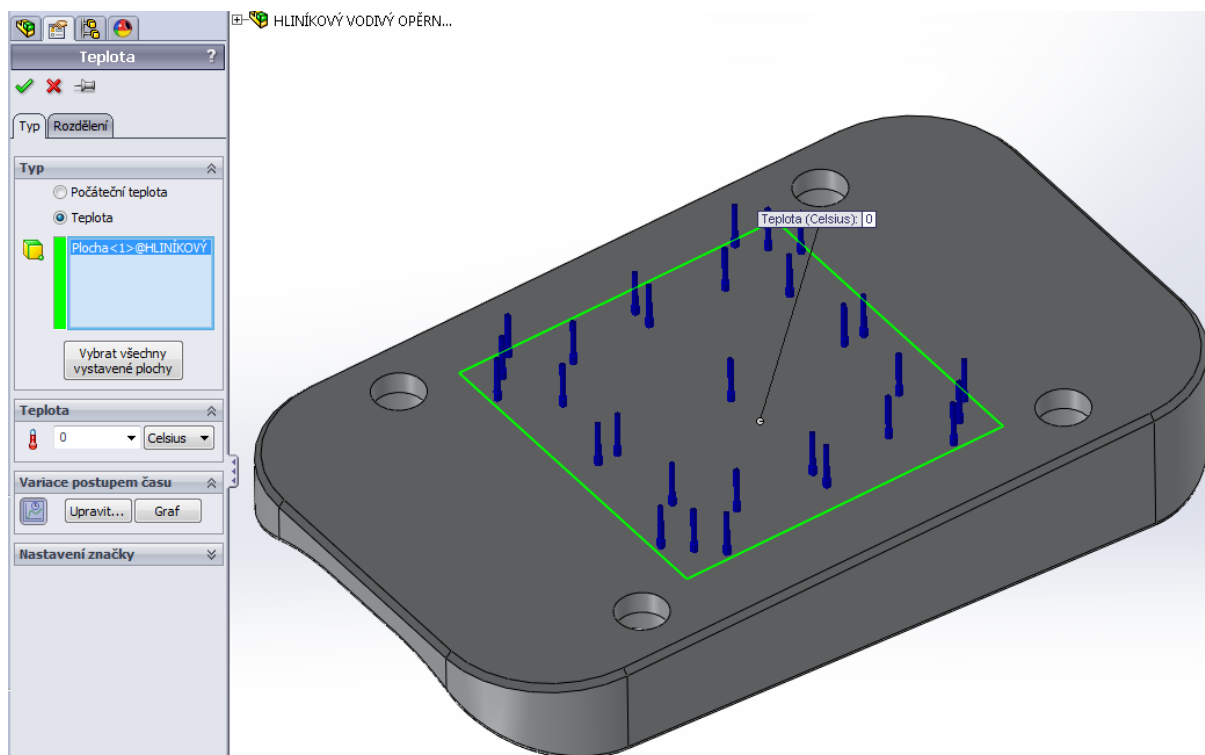 HLINÍKOVÝ VODIVÝ OPĚRN...
Teplota ?
Typ Rozdělení
Typ
Počáteční teplota
Teplota
Plocha<1>@HLINÍKOVÝ
Vybrat všechny
vystavené plochy
Teplota
0 Celsius
Variace postupem času
Upravit... Graf
Nastavení značky
Teplota (Celsius): 0